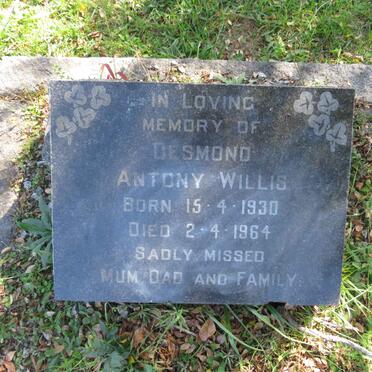 IN LOVING
MEMORY OF
DESMOND
ANTONY WILLIS
BORN 15-4-1930
DIED 2-4-1964
SADLY MISSED
MUM, DAD AND FAMILY